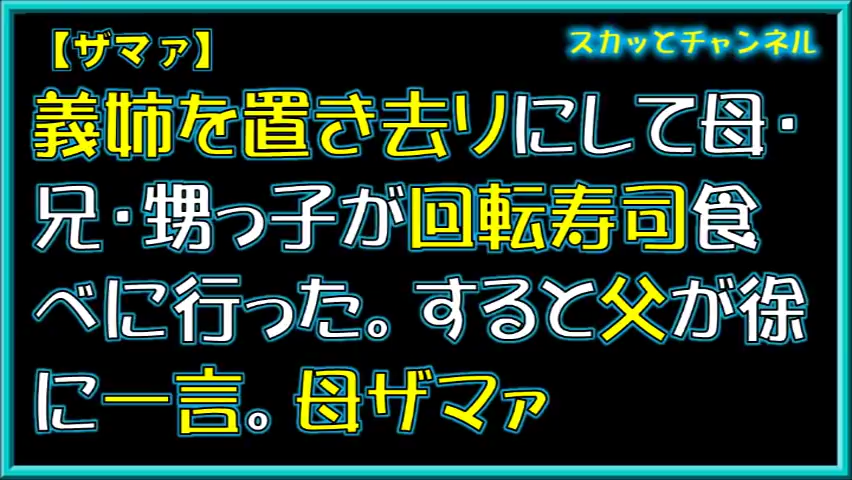 【ザマァ】
スカッとチャンネル
義姉を置き去りにして母・
兄・甥っ子が回転寿司食
べに行った。すると父が徐
に一言。母ザマァ